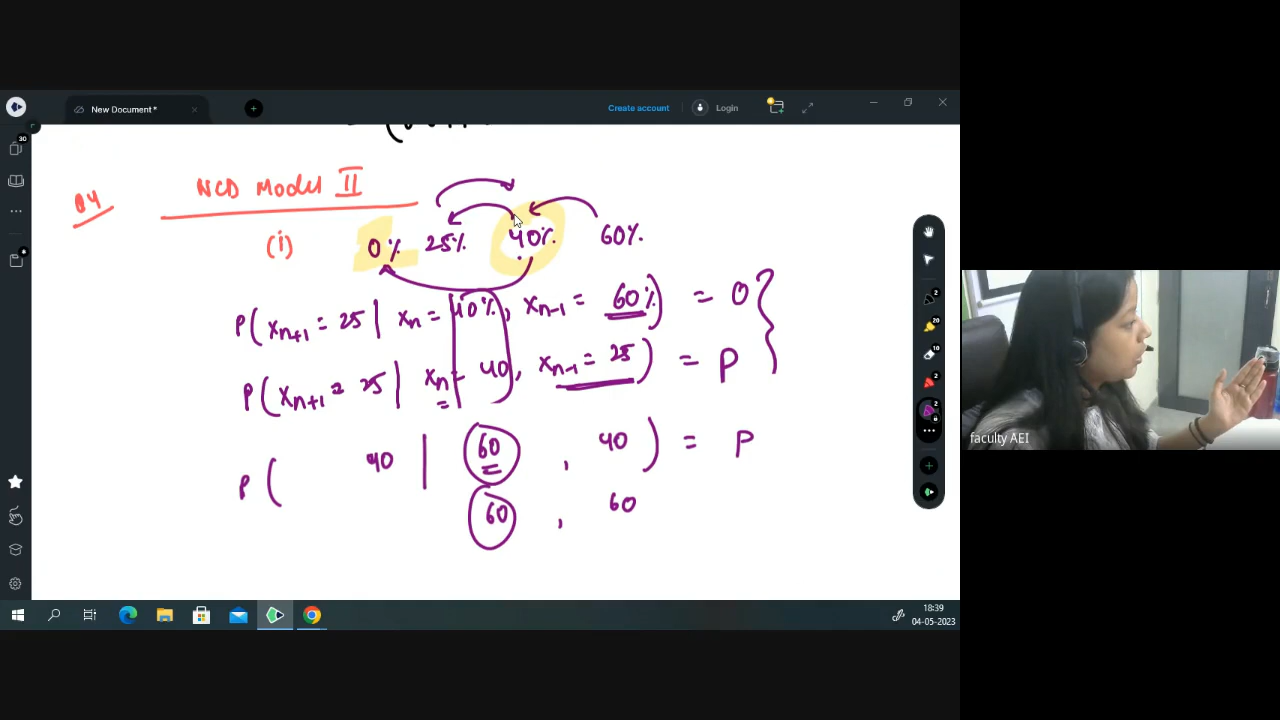 New Document*
Create account
Login
30
Q4 NCD Model II
(i) 0% 25% 40% 60%
P(Xn+1 = 25 | Xn = 40%, Xn-1 = 60%) = 0
P(Xn+1 = 25 | Xn = 40, Xn-1 = 25) = P
P( 40 | 60 , 40 ) = P
60 , 60
faculty AEI
18:39
04-05-2023